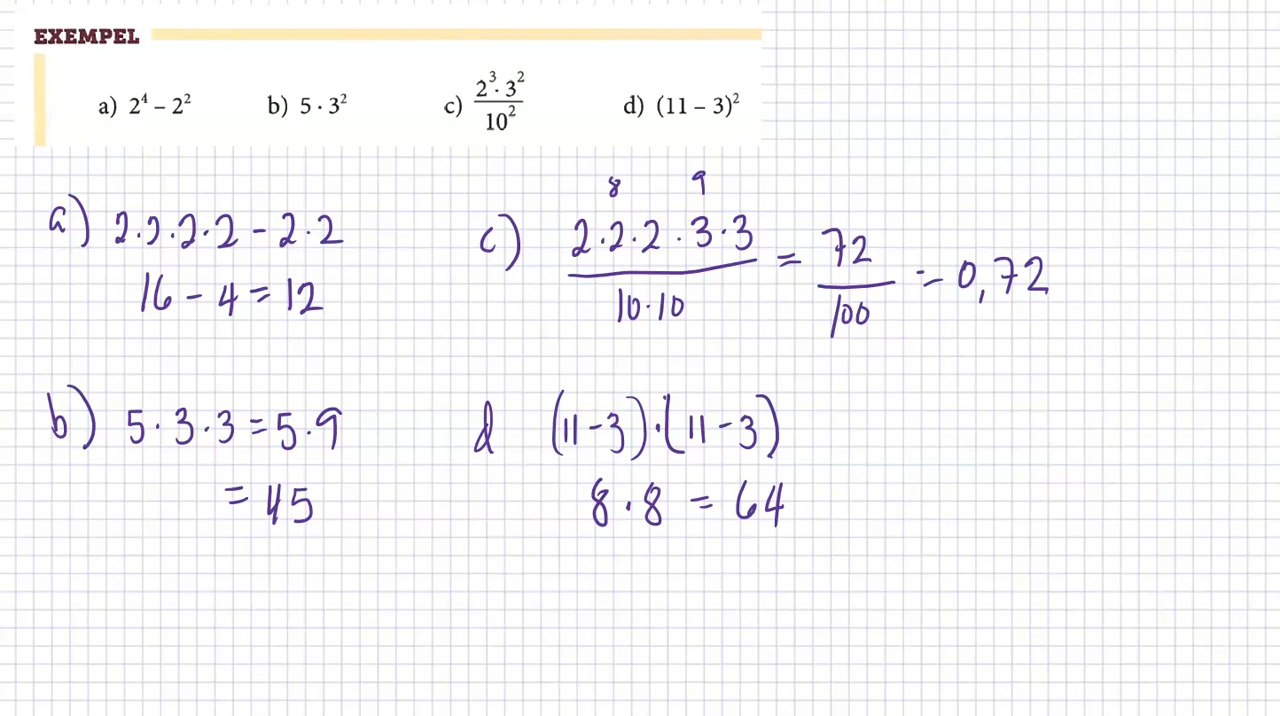 EXEMPEL
a) 2⁴ – 2² b) 5 · 3² c) 2³ · 3² / 10² d) (11 – 3)²
a) 2·2·2·2 – 2·2
16 – 4 = 12
b) 5·3·3 = 5·9
= 45
8 9
c) 2·2·2·3·3 / 10·10 = 72 / 100 = 0,72
d (11–3)·(11–3)
8·8 = 64